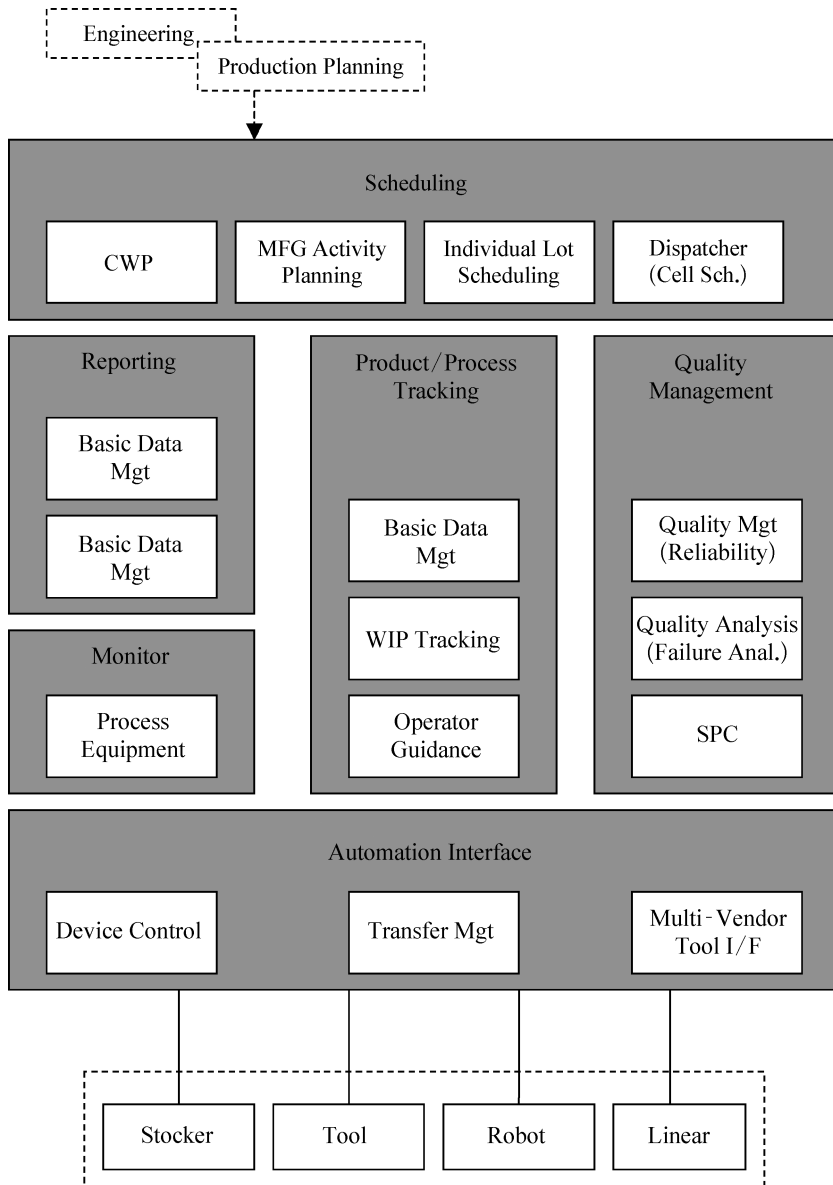 Engineering
Production Planning
Scheduling
CWP
MFG Activity
Planning
Individual Lot
Scheduling
Dispatcher
(Cell Sch.)
Reporting
Basic Data
Mgt
Basic Data
Mgt
Monitor
Process
Equipment
Product/Process
Tracking
Basic Data
Mgt
WIP Tracking
Operator
Guidance
Quality
Management
Quality Mgt
(Reliability)
Quality Analysis
(Failure Anal.)
SPC
Automation Interface
Device Control
Transfer Mgt
Multi-Vendor
Tool I/F
Stocker
Tool
Robot
Linear